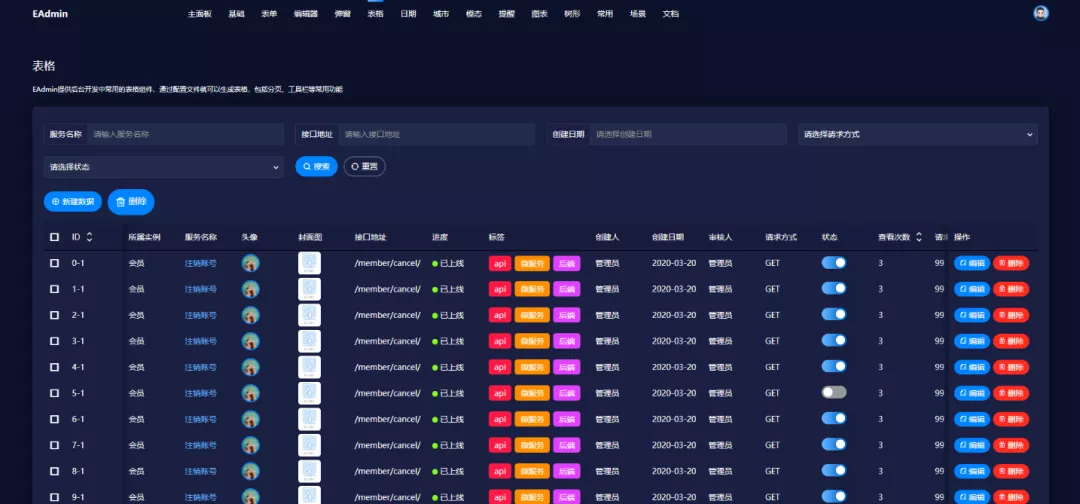 EAdmin 主面板 基础 表单 编辑器 弹窗 表格 日期 城市 模态 提醒 图表 树形 常用 场景 文档
表格
EAdmin提供后台开发中常用的表格组件，通过配置文件就可以生成表格，包括分页、工具栏等常用功能
服务名称 请输入服务名称 接口地址 请输入接口地址 创建日期 请选择创建日期 请选择请求方式
请选择状态 搜索 重置
新建数据 删除
ID 所属实例 服务名称 头像 封面图 接口地址 进度 标签 创建人 创建日期 审核人 请求方式 状态 查看次数 请求 操作
0-1 会员 注销账号 /member/cancel/ 已上线 api 微服务 后端 管理员 2020-03-20 管理员 GET 3 99 编辑 删除
1-1 会员 注销账号 /member/cancel/ 已上线 api 微服务 后端 管理员 2020-03-20 管理员 GET 3 99 编辑 删除
2-1 会员 注销账号 /member/cancel/ 已上线 api 微服务 后端 管理员 2020-03-20 管理员 GET 3 99 编辑 删除
3-1 会员 注销账号 /member/cancel/ 已上线 api 微服务 后端 管理员 2020-03-20 管理员 GET 3 99 编辑 删除
4-1 会员 注销账号 /member/cancel/ 已上线 api 微服务 后端 管理员 2020-03-20 管理员 GET 3 99 编辑 删除
5-1 会员 注销账号 /member/cancel/ 已上线 api 微服务 后端 管理员 2020-03-20 管理员 GET 3 99 编辑 删除
6-1 会员 注销账号 /member/cancel/ 已上线 api 微服务 后端 管理员 2020-03-20 管理员 GET 3 99 编辑 删除
7-1 会员 注销账号 /member/cancel/ 已上线 api 微服务 后端 管理员 2020-03-20 管理员 GET 3 99 编辑 删除
8-1 会员 注销账号 /member/cancel/ 已上线 api 微服务 后端 管理员 2020-03-20 管理员 GET 3 99 编辑 删除
9-1 会员 注销账号 /member/cancel/ 已上线 api 微服务 后端 管理员 2020-03-20 管理员 GET 3 99 编辑 删除